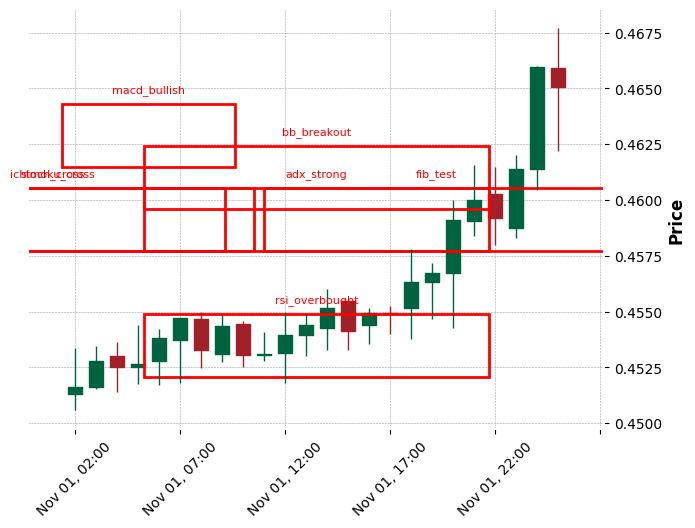 0.4675
macd_bullish
0.4650
bb_breakout
0.4625
ichimoku_cross
adx_strong
fib_test
0.4600
Price
0.4575
rsi_overbought
0.4550
0.4525
0.4500
Nov 01, 02:00
Nov 01, 07:00
Nov 01, 12:00
Nov 01, 17:00
Nov 01, 22:00